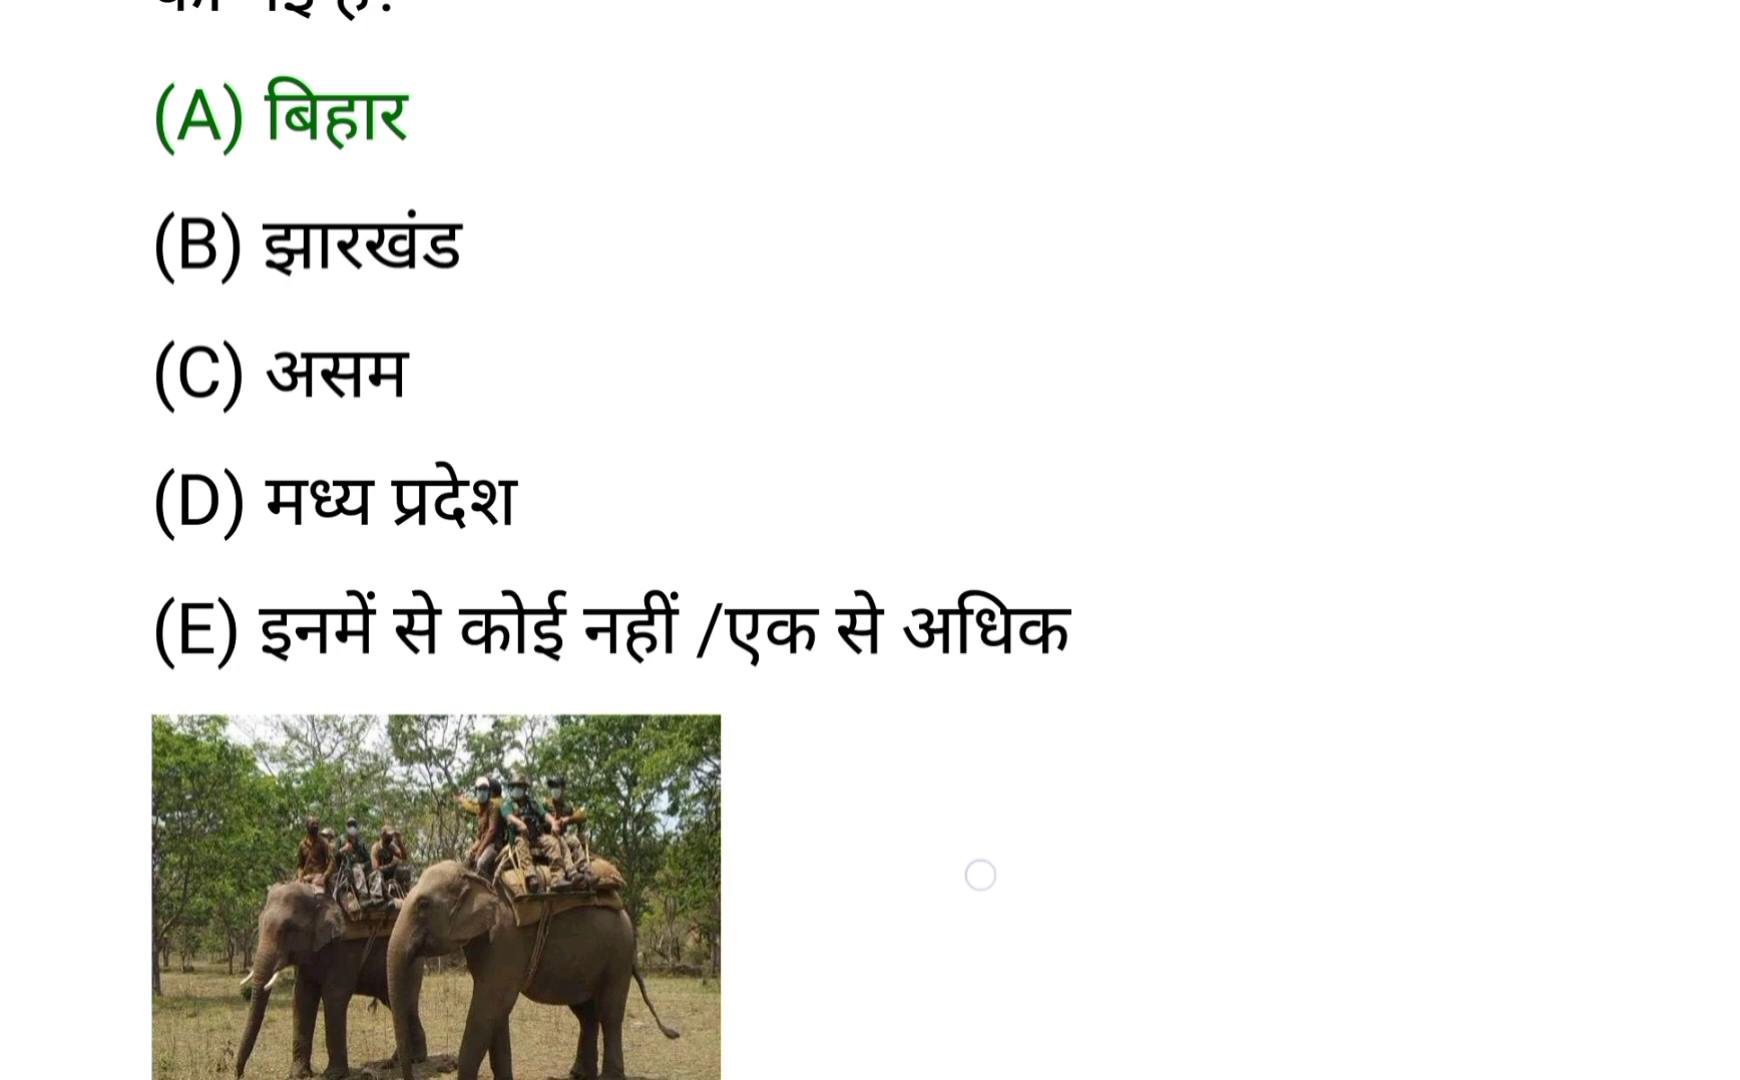 (A) बिहार
(B) झारखंड
(C) असम
(D) मध्य प्रदेश
(E) इनमें से कोई नहीं /एक से अधिक